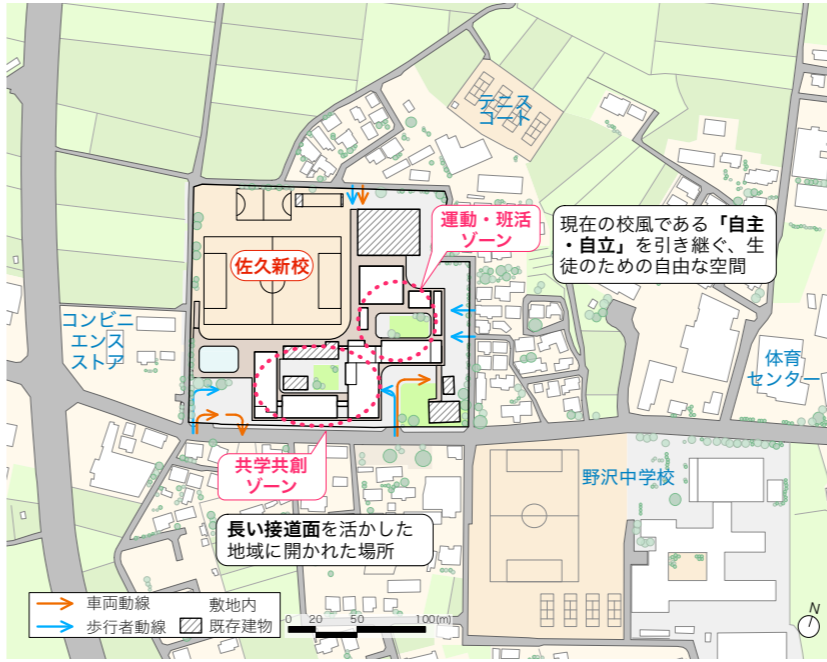 テニス
コート
運動・班活
ゾーン
現在の校風である「自主
・自立」を引き継ぐ、生
徒のための自由な空間
佐久新校
コンビニ
エンス
ストア
体育
センター
共学共創
ゾーン
野沢中学校
長い接道面を活かした
地域に開かれた場所
車両動線
歩行者動線
敷地内
既存建物
0 20 50 100(m)
N